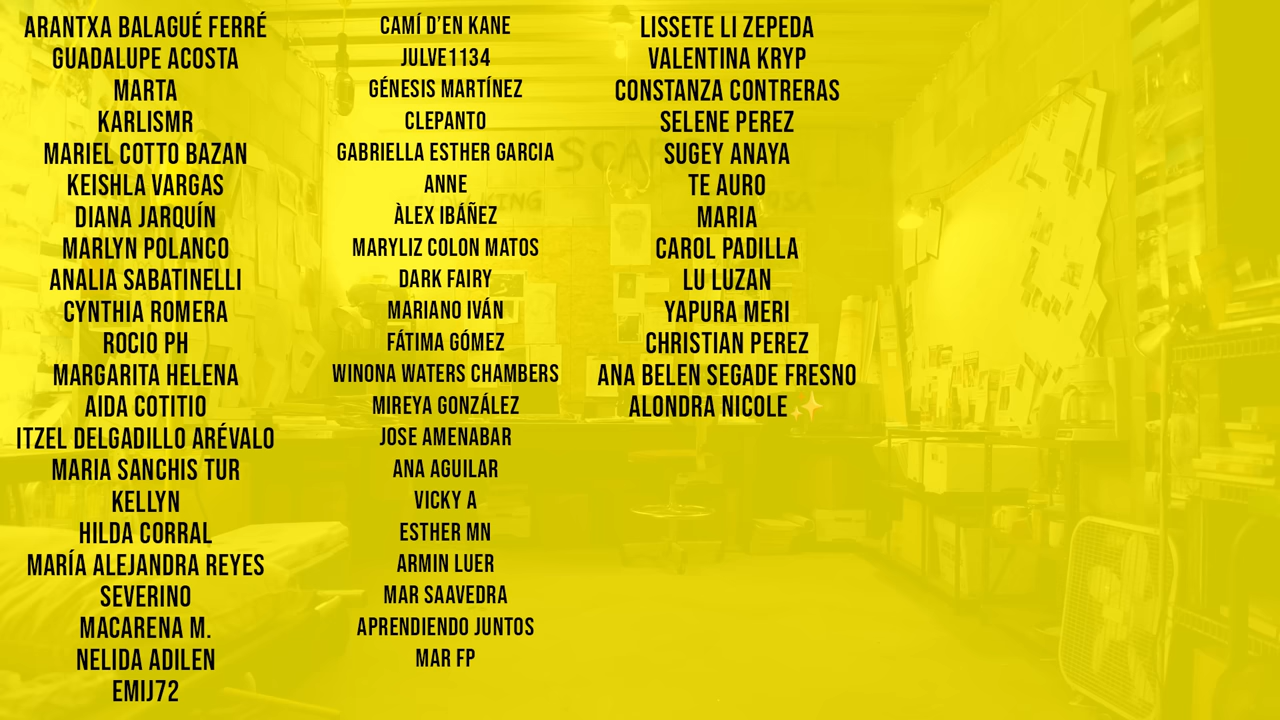 ARANTXA BALAGUÉ FERRÉ
GUADALUPE ACOSTA
MARTA
KARLISMR
MARIEL COTTO BAZAN
KEISHLA VARGAS
DIANA JARQUÍN
MARLYN POLANCO
ANALIA SABATINELLI
CYNTHIA ROMERA
ROCIO PH
MARGARITA HELENA
AIDA COTITIO
ITZEL DELGADILLO ARÉVALO
MARIA SANCHIS TUR
KELLYN
HILDA CORRAL
MARÍA ALEJANDRA REYES
SEVERINO
MACARENA M.
NELIDA ADILEN
EMIJ72
CAMÍ D'EN KANE
JULVE1134
GÉNESIS MARTÍNEZ
CLEPANTO
GABRIELLA ESTHER GARCIA
ANNE
ÀLEX IBÁÑEZ
MARYLIZ COLON MATOS
DARK FAIRY
MARIANO IVÁN
FÁTIMA GÓMEZ
WINONA WATERS CHAMBERS
MIREYA GONZÁLEZ
JOSE AMENABAR
ANA AGUILAR
VICKY A
ESTHER MN
ARMIN LUER
MAR SAAVEDRA
APRENDIENDO JUNTOS
MAR FP
LISSETE LI ZEPEDA
VALENTINA KRYP
CONSTANZA CONTRERAS
SELENE PEREZ
SUGEY ANAYA
TE AURO
MARIA
CAROL PADILLA
LU LUZAN
YAPURA MERI
CHRISTIAN PEREZ
ANA BELEN SEGADE FRESNO
ALONDRA NICOLE ✨